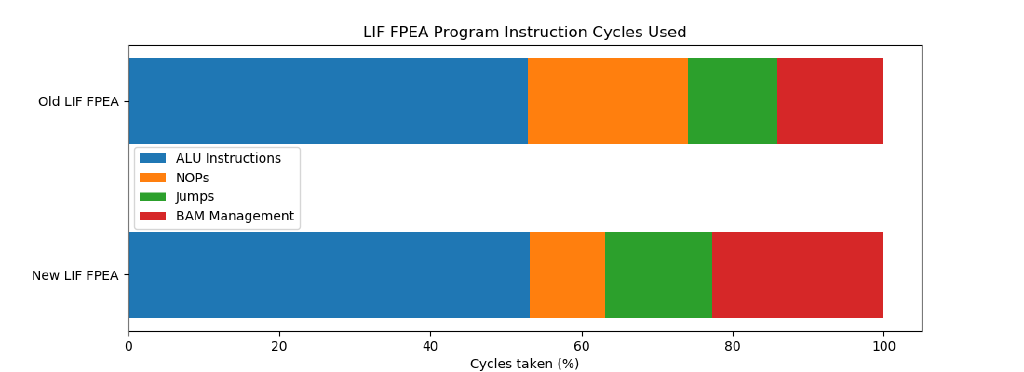 LIF FPEA Program Instruction Cycles Used
Old LIF FPEA
ALU Instructions
NOPs
Jumps
BAM Management
New LIF FPEA
0 20 40 60 80 100
Cycles taken (%)